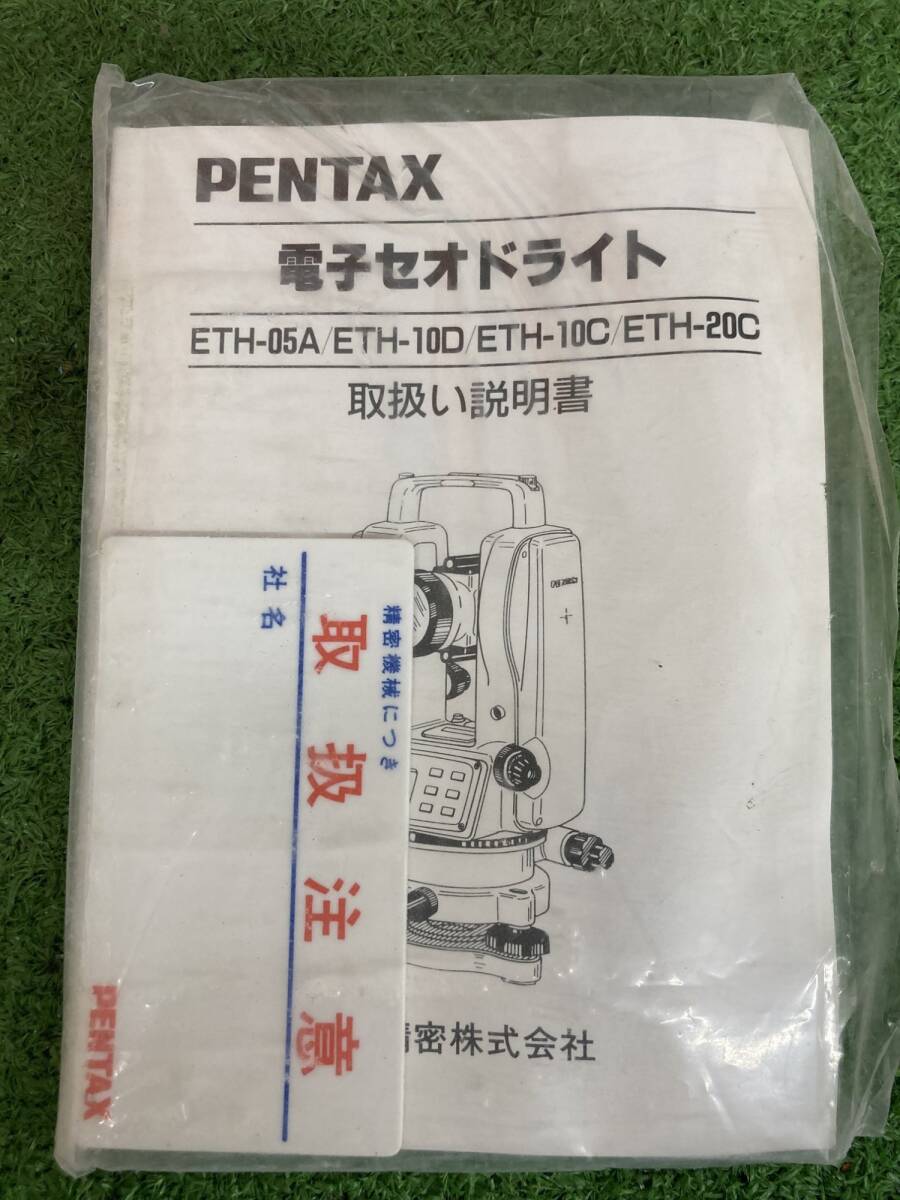 PENTAX
電子セオドライト
ETH-05A/ETH-10D/ETH-10C/ETH-20C
取扱い説明書
精密機械につき
取扱注意
社名
PENTAX
精密株式会社